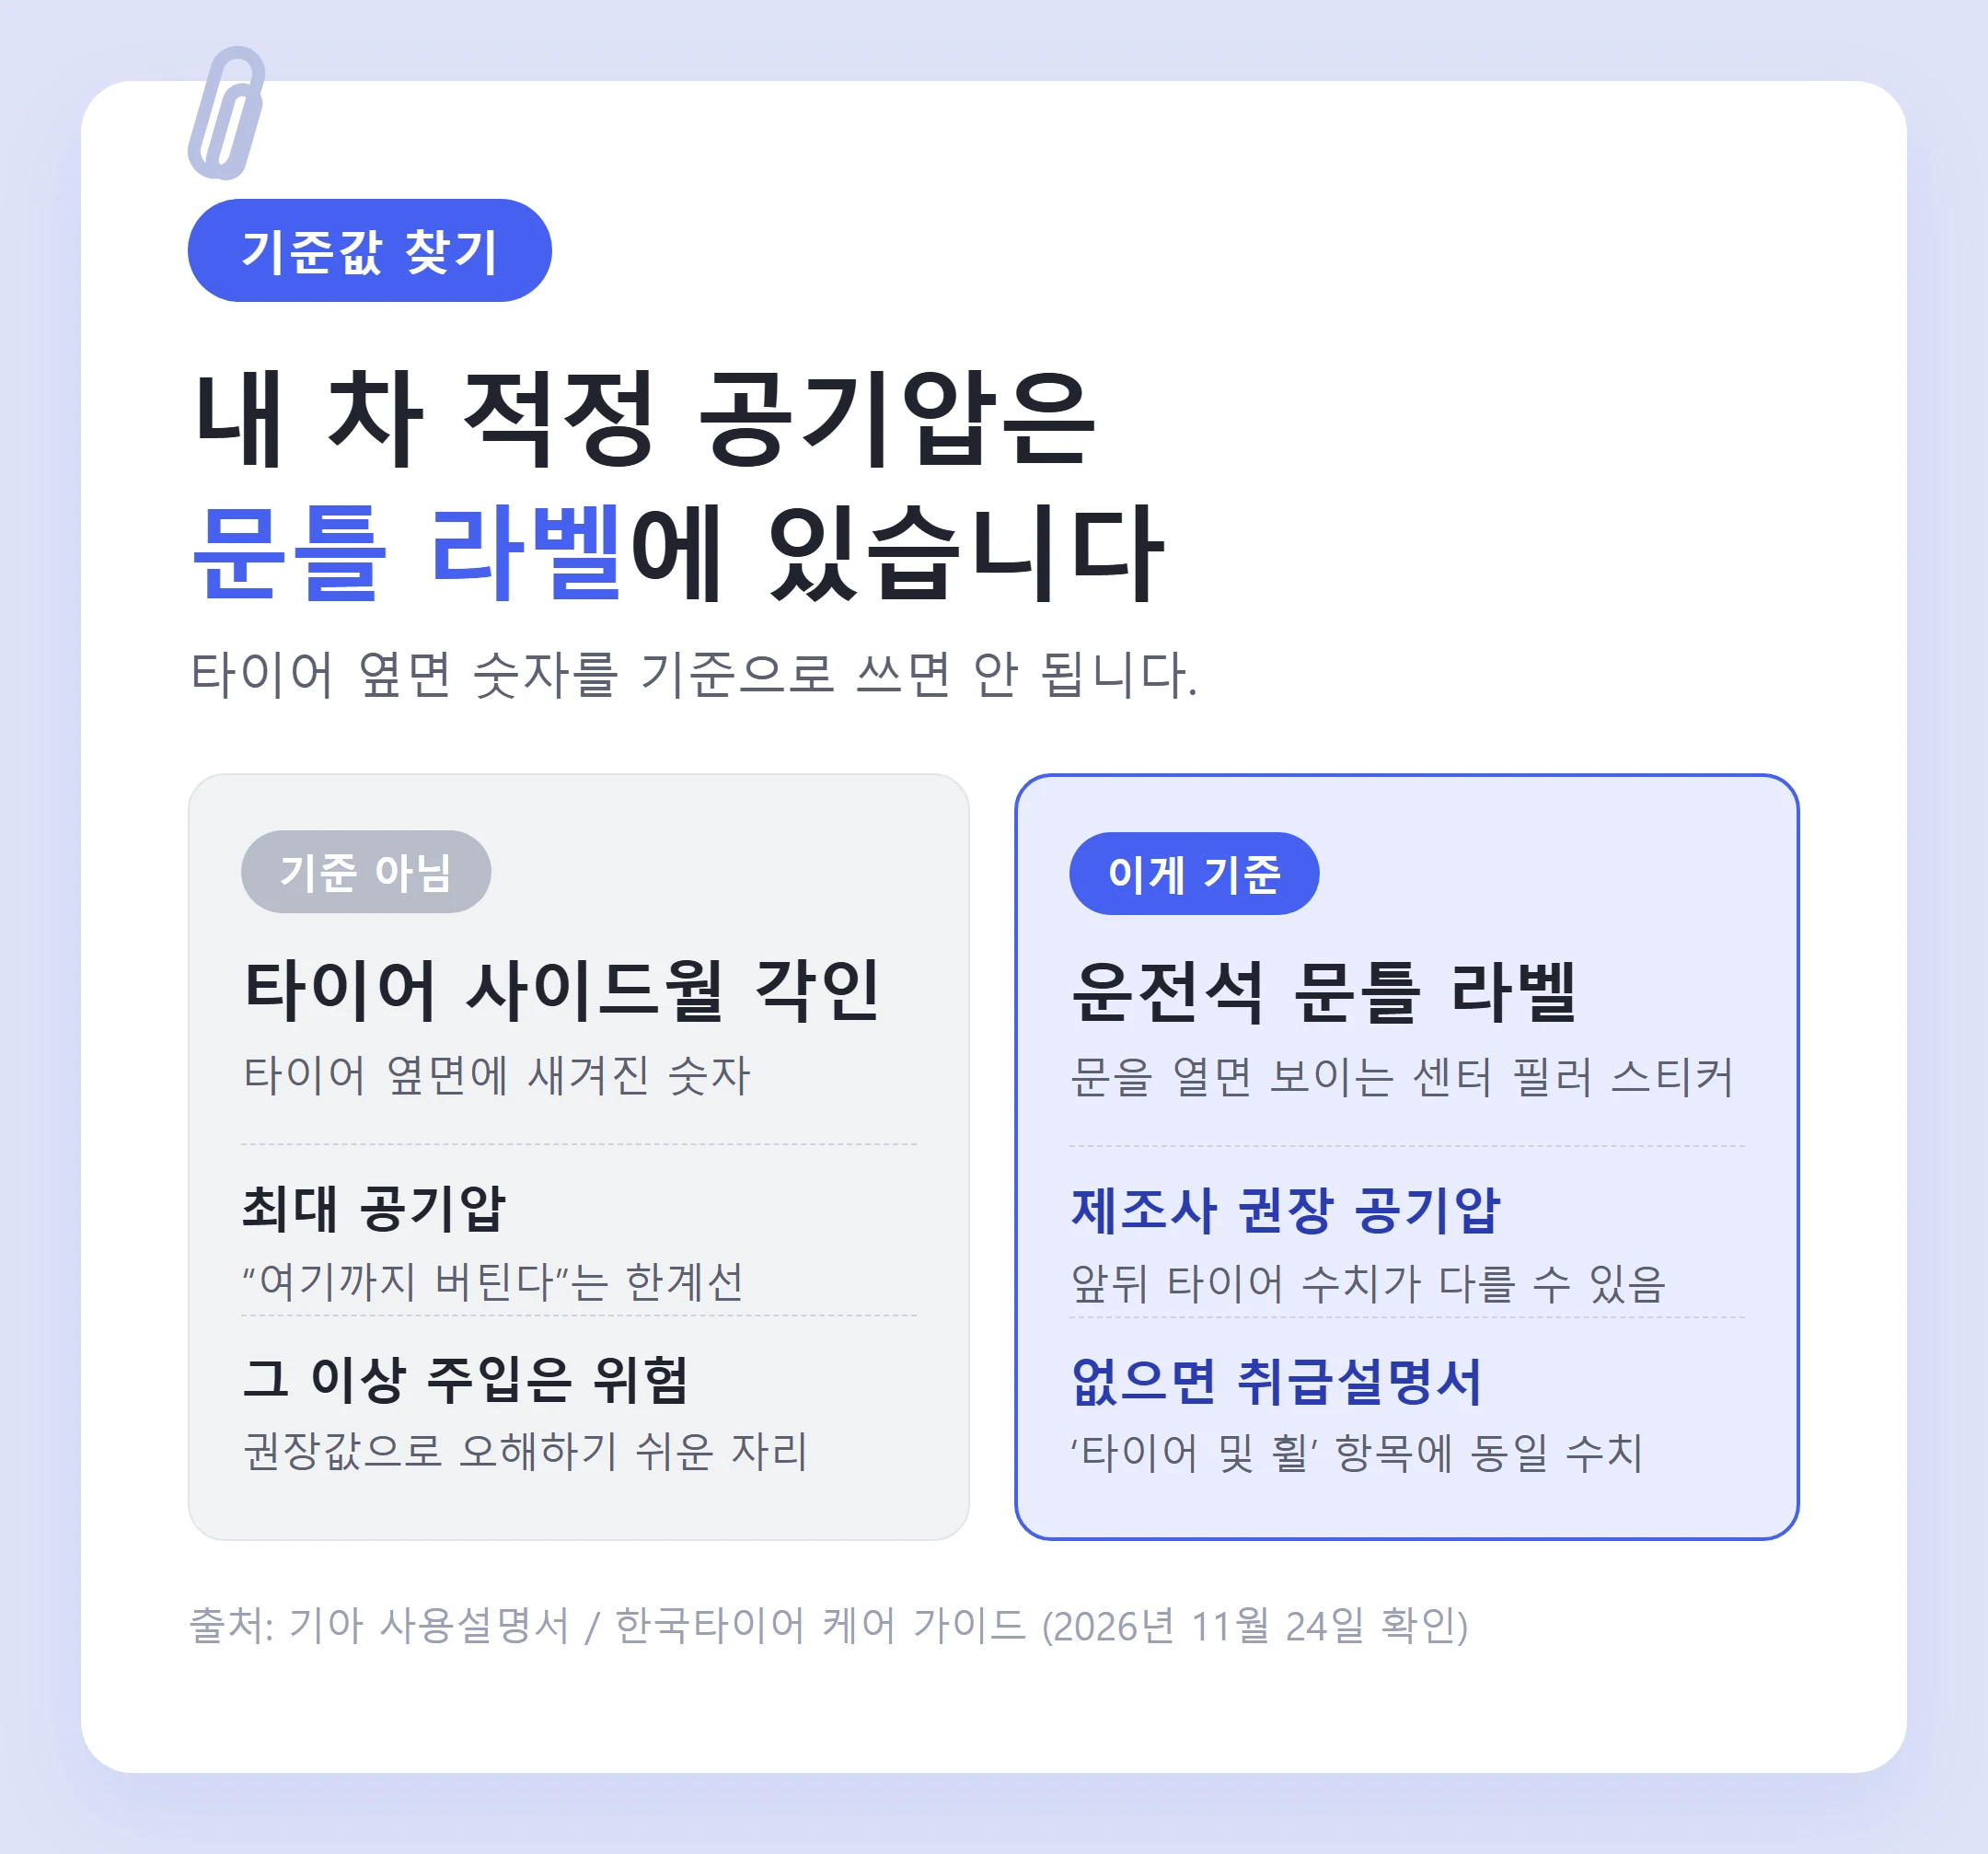 기준값 찾기
내 차 적정 공기압은
문틀 라벨에 있습니다
타이어 옆면 숫자를 기준으로 쓰면 안 됩니다.
기준 아님
타이어 사이드월 각인
타이어 옆면에 새겨진 숫자
최대 공기압
“여기까지 버틴다”는 한계선
그 이상 주입은 위험
권장값으로 오해하기 쉬운 자리
이게 기준
운전석 문틀 라벨
문을 열면 보이는 센터 필러 스티커
제조사 권장 공기압
앞뒤 타이어 수치가 다를 수 있음
없으면 취급설명서
‘타이어 및 휠’ 항목에 동일 수치
출처: 기아 사용설명서 / 한국타이어 케어 가이드 (2026년 11월 24일 확인)